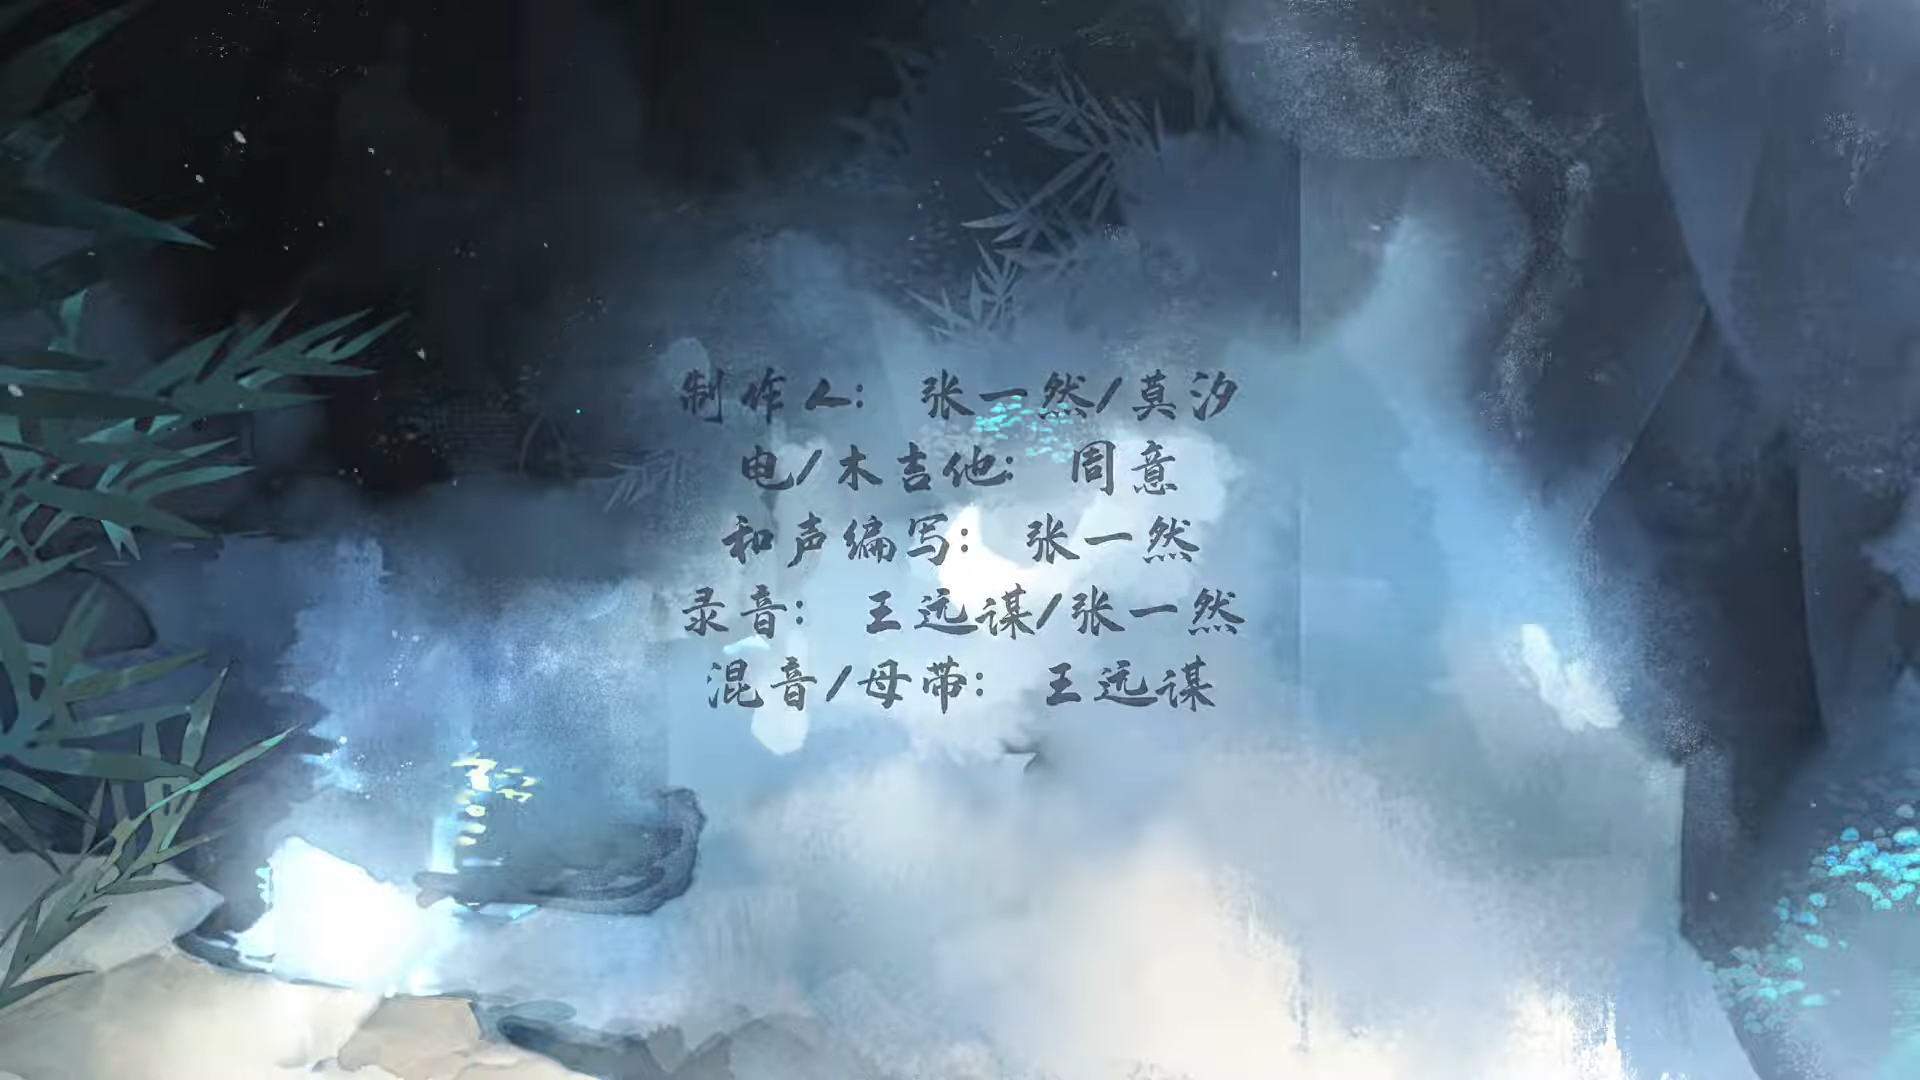 制作人： 张一然/莫汐
电/木吉他： 周意
和声编写： 张一然
录音： 王远谋/张一然
混音/母带： 王远谋